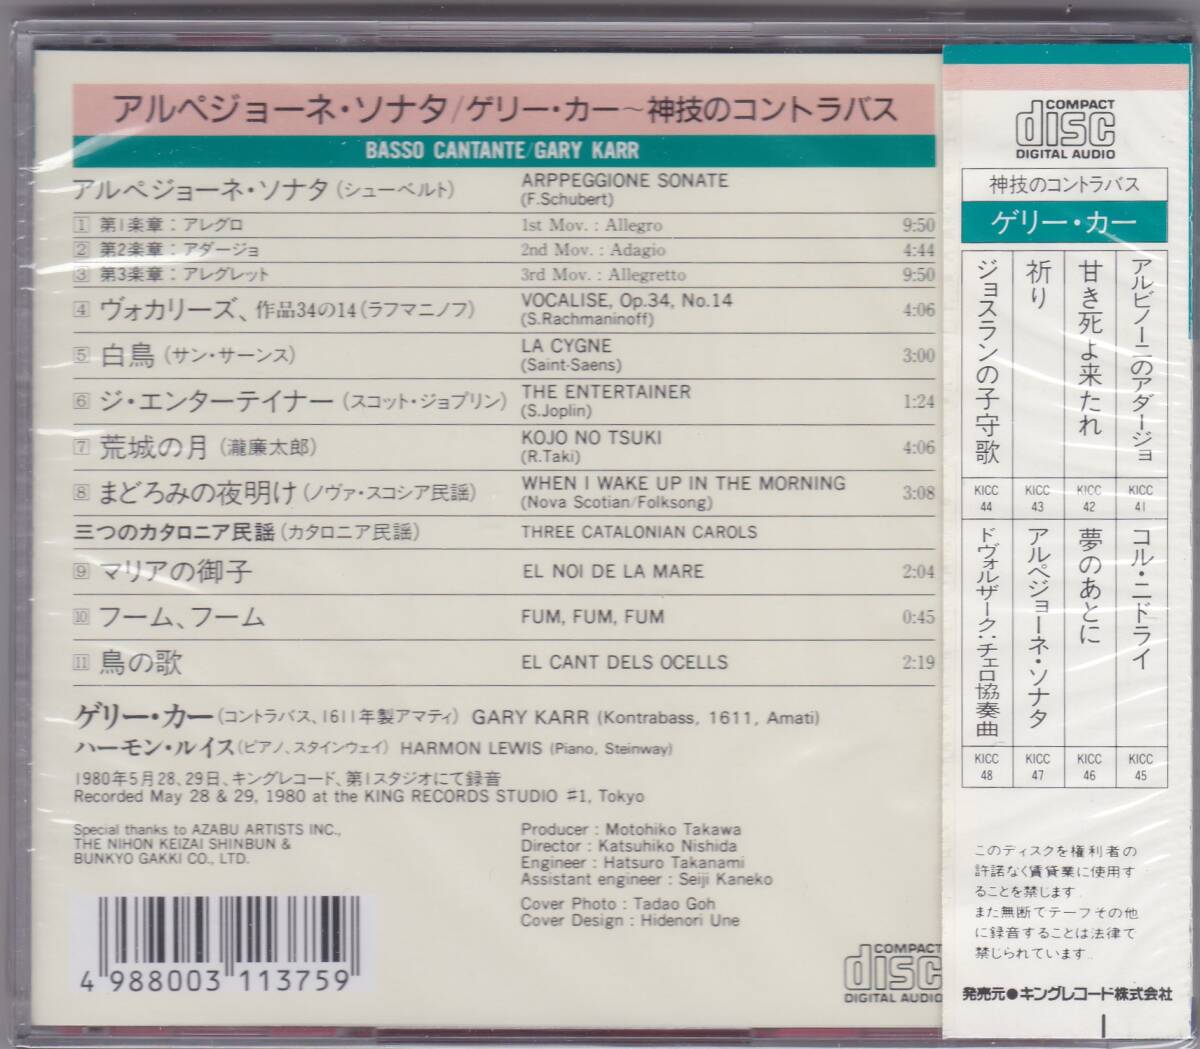 アルペジョーネ・ソナタ/ゲリー・カー~神技のコントラバス
BASSO CANTANTE/GARY KARR
アルペジョーネ・ソナタ(シューベルト) ARPPEGGIONE SONATE
(F.Schubert)
1 第1楽章:アレグロ 1st Mov. : Allegro 9:50
2 第2楽章:アダージョ 2nd Mov. : Adagio 4:44
3 第3楽章:アレグレット 3rd Mov. : Allegretto 9:50
4 ヴォカリーズ、作品34の14(ラフマニノフ) VOCALISE, Op.34, No.14 4:06
(S.Rachmaninoff)
5 白鳥(サン・サーンス) LA CYGNE 3:00
(Saint-Saens)
6 ジ・エンターテイナー(スコット・ジョプリン) THE ENTERTAINER 1:24
(S.Joplin)
7 荒城の月(瀧廉太郎) KOJO NO TSUKI 4:06
(R.Taki)
8 まどろみの夜明け(ノヴァ・スコシア民謡) WHEN I WAKE UP IN THE MORNING 3:08
(Nova Scotian/Folksong)
三つのカタロニア民謡(カタロニア民謡) THREE CATALONIAN CAROLS
9 マリアの御子 EL NOI DE LA MARE 2:04
10 フーム、フーム FUM, FUM, FUM 0:45
11 鳥の歌 EL CANT DELS OCELLS 2:19
ゲリー・カー(コントラバス、1611年製アマティ) GARY KARR (Kontrabass, 1611, Amati)
ハーモン・ルイス(ピアノ、スタインウェイ) HARMON LEWIS (Piano, Steinway)
1980年5月28、29日、キングレコード、第1スタジオにて録音
Recorded May 28 & 29, 1980 at the KING RECORDS STUDIO #1, Tokyo
Special thanks to AZABU ARTISTS INC.,
THE NIHON KEIZAI SHINBUN &
BUNKYO GAKKI CO., LTD.
Producer : Motohiko Takawa
Director : Katsuhiko Nishida
Engineer : Hatsuro Takanami
Assistant engineer : Seiji Kaneko
Cover Photo : Tadao Goh
Cover Design : Hidenori Une
4 988003 113759
COMPACT
disc
DIGITAL AUDIO
COMPACT
disc
DIGITAL AUDIO
神技のコントラバス
ゲリー・カー
アルビノーニのアダージョ
KICC
41
甘き死よ来たれ
KICC
42
祈り
KICC
43
ジョスランの子守歌
KICC
44
コル・ニドライ
KICC
45
夢のあとに
KICC
46
アルペジョーネ・ソナタ
KICC
47
ドヴォルザーク:チェロ協奏曲
KICC
48
このディスクを権利者の
許諾なく賃貸業に使用す
ることを禁じます.
また無断でテープその他
に録音することは法律で
禁じられています.
発売元●キングレコード株式会社